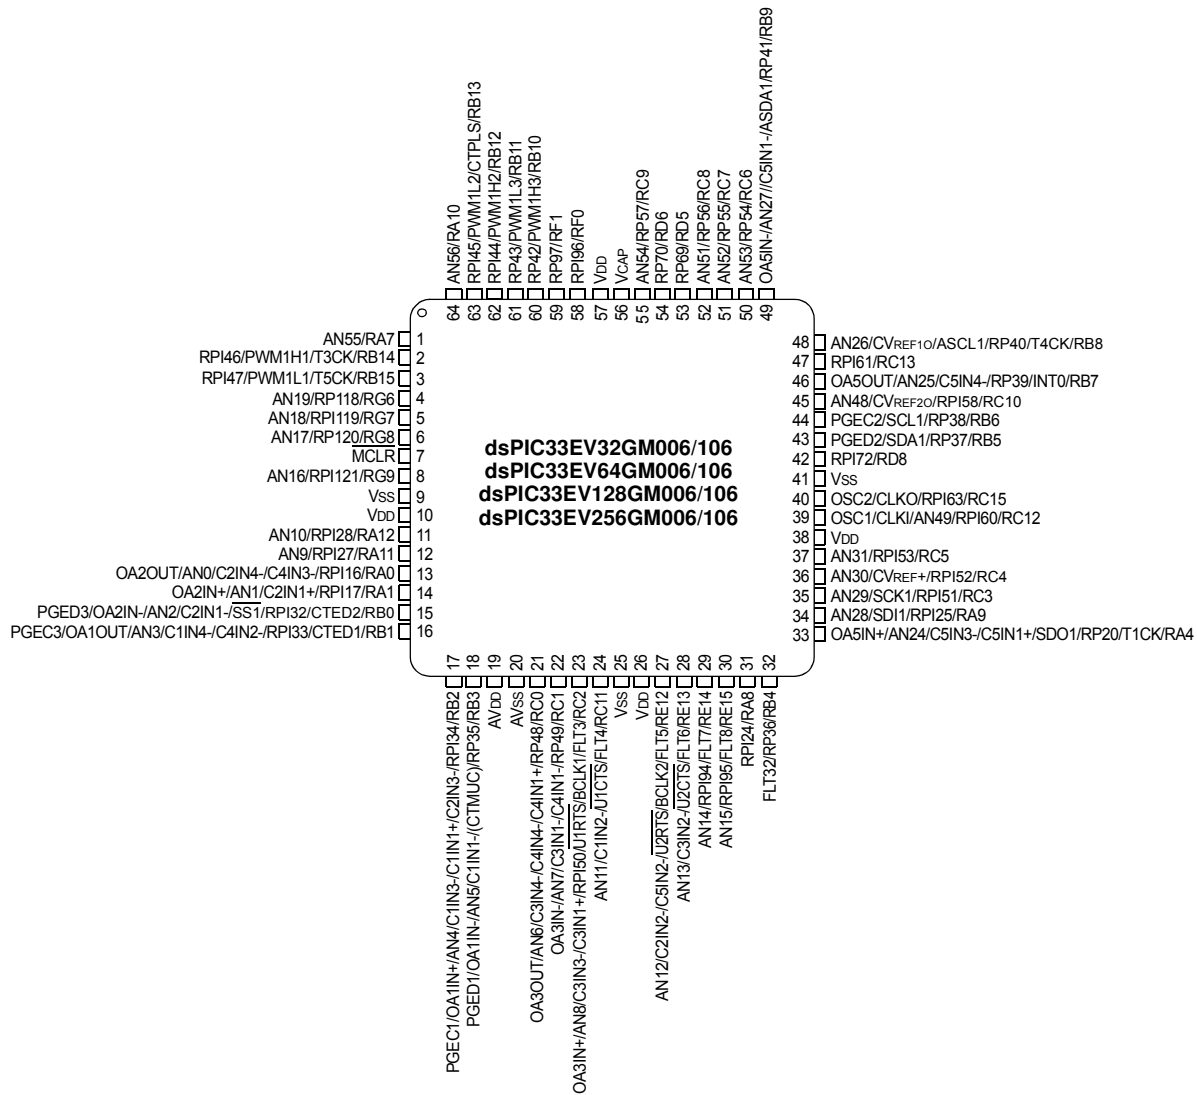 OA5IN-/AN27//C5IN1-/ASDA1/RP41/RB9
AN53/RP54/RC6
AN52/RP55/RC7
AN51/RP56/RC8
RP69/RD5
RP70/RD6
AN54/RP57/RC9
VCAP
VDD
RPI96/RF0
RP97/RF1
RP42/PWM1H3/RB10
RP43/PWM1L3/RB11
RPI44/PWM1H2/RB12
RPI45/PWM1L2/CTPLS/RB13
AN56/RA10
64 63 62 61 60 59 58 57 56 55 54 53 52 51 50 49
AN55/RA7 1
RPI46/PWM1H1/T3CK/RB14 2
RPI47/PWM1L1/T5CK/RB15 3
AN19/RP118/RG6 4
AN18/RPI119/RG7 5
AN17/RP120/RG8 6
MCLR 7
AN16/RPI121/RG9 8
VSS 9
VDD 10
AN10/RPI28/RA12 11
AN9/RPI27/RA11 12
OA2OUT/AN0/C2IN4-/C4IN3-/RPI16/RA0 13
OA2IN+/AN1/C2IN1+/RPI17/RA1 14
PGED3/OA2IN-/AN2/C2IN1-/SS1/RPI32/CTED2/RB0 15
PGEC3/OA1OUT/AN3/C1IN4-/C4IN2-/RPI33/CTED1/RB1 16
dsPIC33EV32GM006/106
dsPIC33EV64GM006/106
dsPIC33EV128GM006/106
dsPIC33EV256GM006/106
48 AN26/CVREF1O/ASCL1/RP40/T4CK/RB8
47 RPI61/RC13
46 OA5OUT/AN25/C5IN4-/RP39/INT0/RB7
45 AN48/CVREF2O/RPI58/RC10
44 PGEC2/SCL1/RP38/RB6
43 PGED2/SDA1/RP37/RB5
42 RPI72/RD8
41 VSS
40 OSC2/CLKO/RPI63/RC15
39 OSC1/CLKI/AN49/RPI60/RC12
38 VDD
37 AN31/RPI53/RC5
36 AN30/CVREF+/RPI52/RC4
35 AN29/SCK1/RPI51/RC3
34 AN28/SDI1/RPI25/RA9
33 OA5IN+/AN24/C5IN3-/C5IN1+/SDO1/RP20/T1CK/RA4
17 18 19 20 21 22 23 24 25 26 27 28 29 30 31 32
PGEC1/OA1IN+/AN4/C1IN3-/C1IN1+/C2IN3-/RPI34/RB2
PGED1/OA1IN-/AN5/C1IN1-/(CTMUC)/RP35/RB3
AVDD
AVSS
OA3OUT/AN6/C3IN4-/C4IN4-/C4IN1+/RP48/RC0
OA3IN-/AN7/C3IN1-/C4IN1-/RP49/RC1
OA3IN+/AN8/C3IN3-/C3IN1+/RPI50/U1RTS/BCLK1/FLT3/RC2
AN11/C1IN2-/U1CTS/FLT4/RC11
VSS
VDD
AN12/C2IN2-/C5IN2-/U2RTS/BCLK2/FLT5/RE12
AN13/C3IN2-/U2CTS/FLT6/RE13
AN14/RPI94/FLT7/RE14
AN15/RPI95/FLT8/RE15
RPI24/RA8
FLT32/RP36/RB4